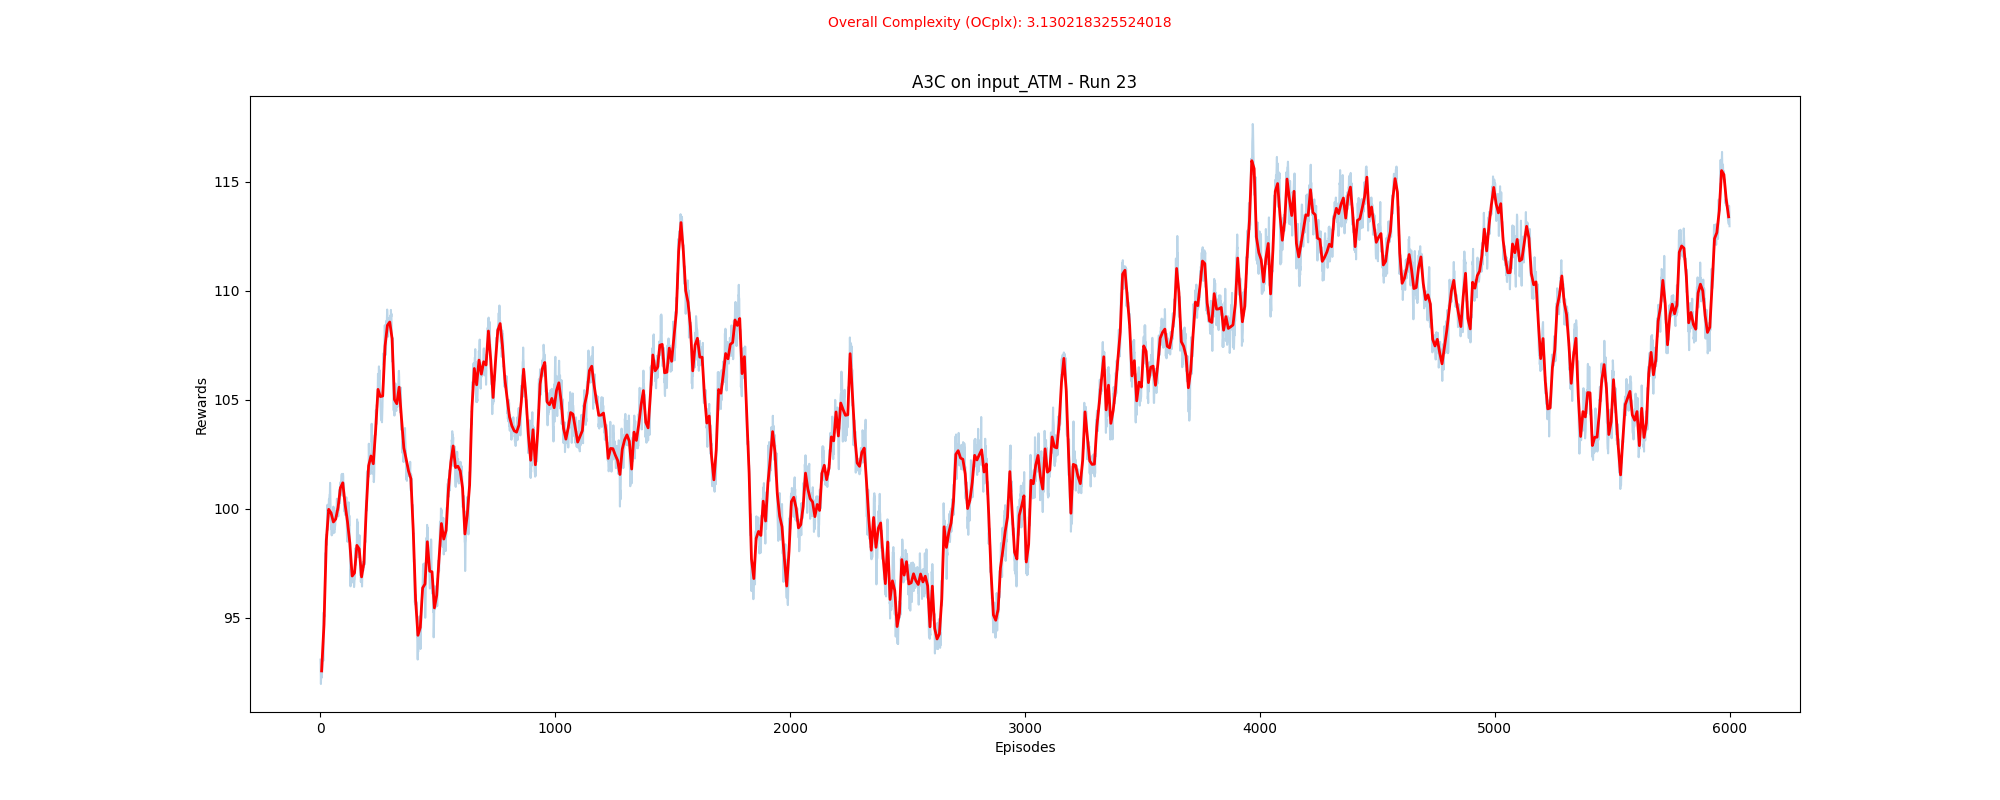 Overall Complexity (OCplx): 3.130218325524018
A3C on input_ATM - Run 23
Rewards
115
110
105
100
95
0 1000 2000 3000 4000 5000 6000
Episodes